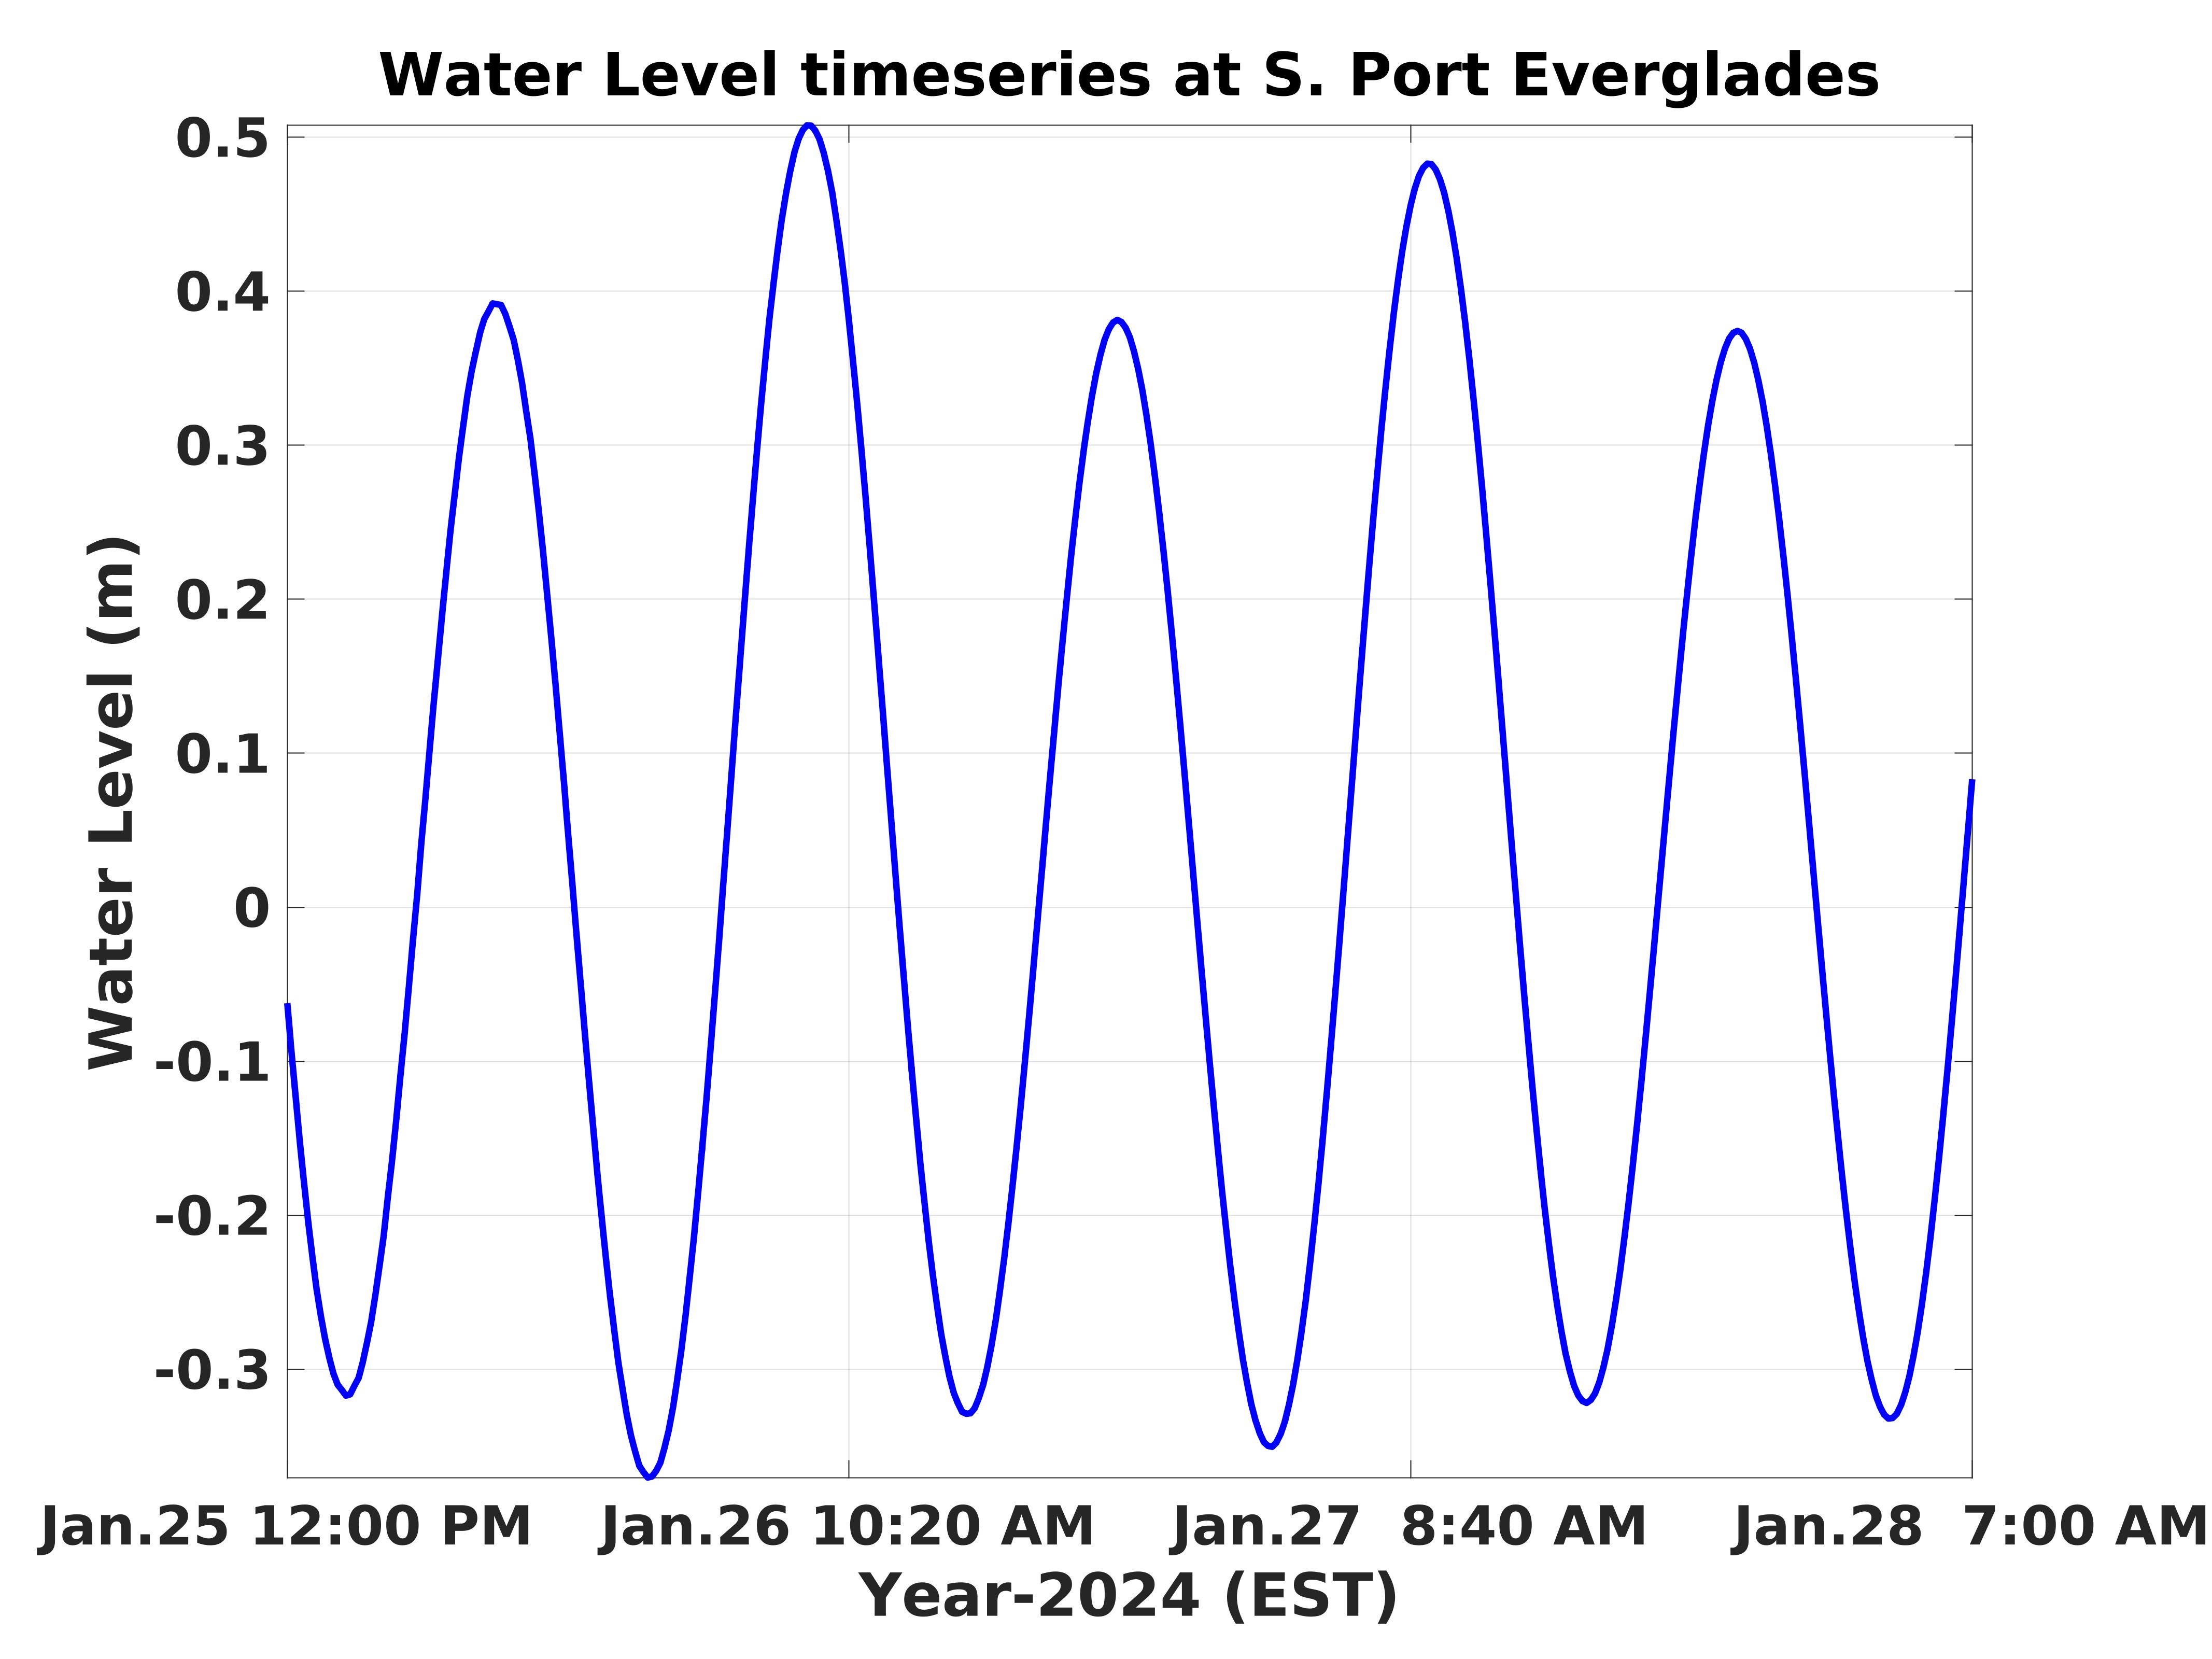 Water Level timeseries at S. Port Everglades
0.5
0.4
0.3
0.2
0.1
0
-0.1
-0.2
-0.3
Water Level (m)
Jan.25 12:00 PM Jan.26 10:20 AM Jan.27 8:40 AM Jan.28 7:00 AM
Year-2024 (EST)